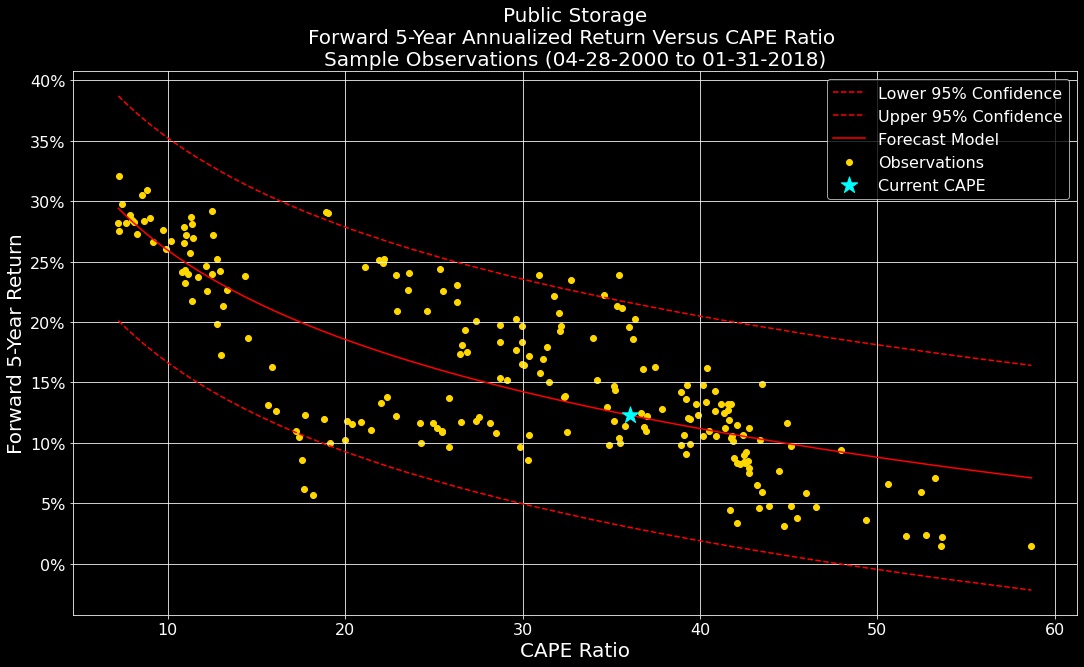 Public Storage
Forward 5-Year Annualized Return Versus CAPE Ratio
Sample Observations (04-28-2000 to 01-31-2018)
Lower 95% Confidence
Upper 95% Confidence
Forecast Model
Observations
Current CAPE
Forward 5-Year Return
40%
35%
30%
25%
20%
15%
10%
5%
0%
10 20 30 40 50 60
CAPE Ratio